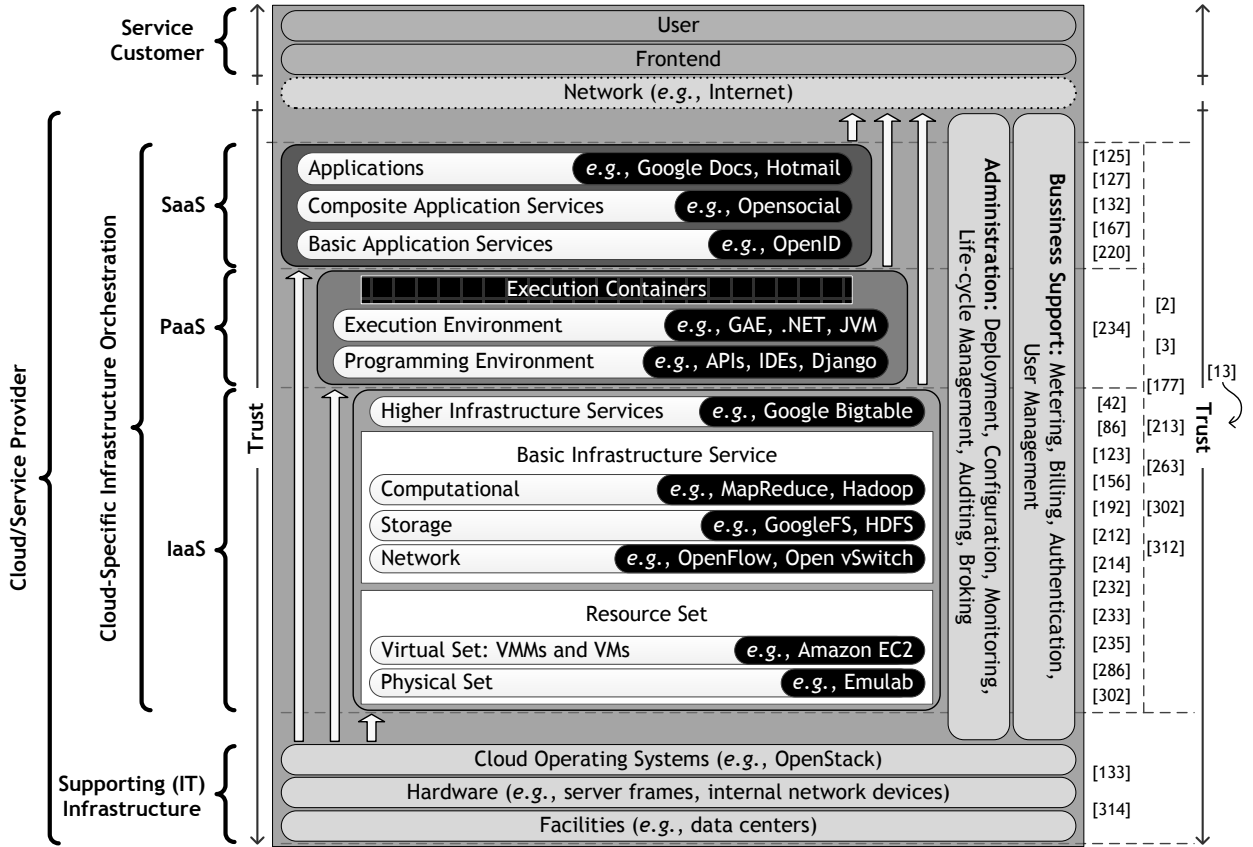 Service
Customer
User
Frontend
Network (e.g., Internet)
Cloud/Service Provider
Cloud-Specific Infrastructure Orchestration
SaaS
PaaS
IaaS
Trust
Applications
e.g., Google Docs, Hotmail
Composite Application Services
e.g., Opensocial
Basic Application Services
e.g., OpenID
Execution Containers
Execution Environment
e.g., GAE, .NET, JVM
Programming Environment
e.g., APIs, IDEs, Django
Higher Infrastructure Services
e.g., Google Bigtable
Basic Infrastructure Service
Computational
e.g., MapReduce, Hadoop
Storage
e.g., GoogleFS, HDFS
Network
e.g., OpenFlow, Open vSwitch
Resource Set
Virtual Set: VMMs and VMs
e.g., Amazon EC2
Physical Set
e.g., Emulab
Administration: Deployment, Configuration, Monitoring,
Life-cycle Management, Auditing, Broking
Bussiness Support: Metering, Billing, Authentication,
User Management
[125]
[127]
[132]
[167]
[220]
[234]
[42]
[86]
[123]
[156]
[192]
[212]
[214]
[232]
[233]
[235]
[286]
[302]
[2]
[3]
[177]
[213]
[263]
[302]
[312]
Trust
[13]
Supporting (IT)
Infrastructure
Cloud Operating Systems (e.g., OpenStack)
Hardware (e.g., server frames, internal network devices)
Facilities (e.g., data centers)
[133]
[314]